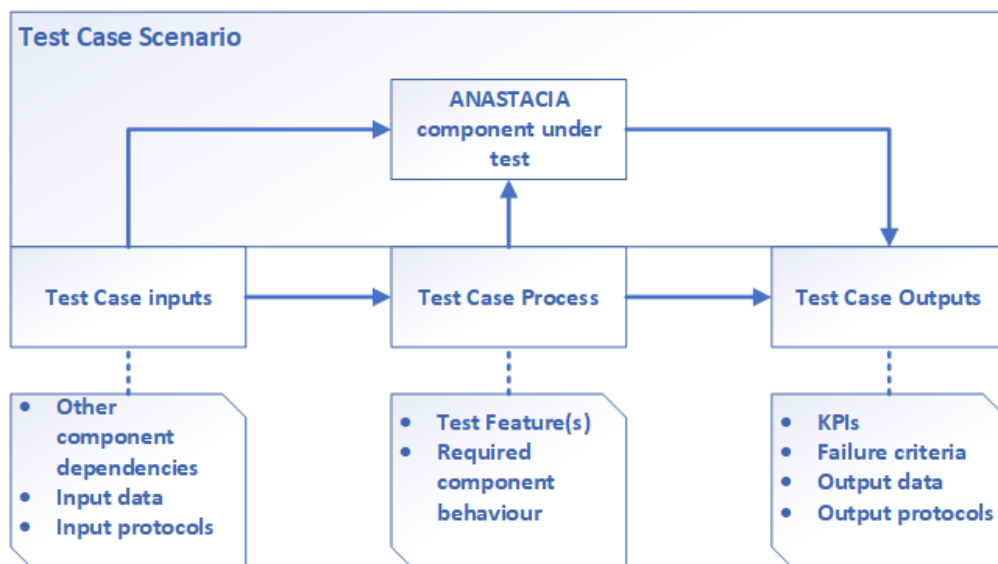 Test Case Scenario
ANASTACIA
component under
test
Test Case inputs
Test Case Process
Test Case Outputs
• Other
component
dependencies
• Input data
• Input protocols
• Test Feature(s)
• Required
component
behaviour
• KPIs
• Failure criteria
• Output data
• Output protocols